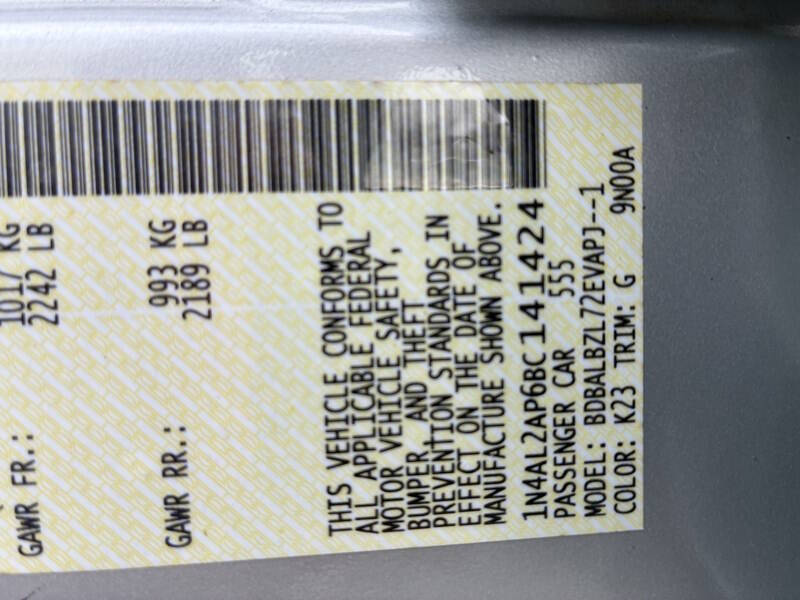 1017 KG
2242 LB
GAWR FR.:
993 KG
2189 LB
GAWR RR.:
THIS VEHICLE CONFORMS TO
ALL APPLICABLE FEDERAL
MOTOR VEHICLE SAFETY,
BUMPER AND THEFT
PREVENTION STANDARDS IN
EFFECT ON THE DATE OF
MANUFACTURE SHOWN ABOVE.
1N4AL2AP6BC141424
PASSENGER CAR 555
MODEL: BDBALBZL72EVAPJ--1
COLOR: K23 TRIM: G 9N00A